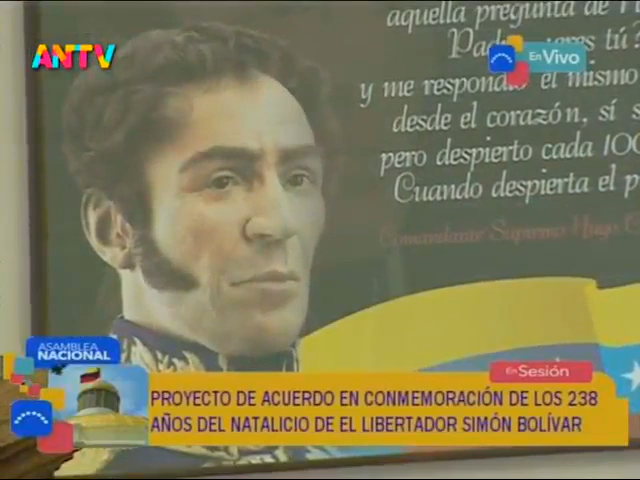 ANTV
En Vivo
aquella pregunta de
eres tú?
y me respondió el mismo
desde el corazón, sí s
pero despierto cada 100
Cuando despierta el p
Comandante Supremo Hugo C
ASAMBLEA
NACIONAL
En Sesión
PROYECTO DE ACUERDO EN CONMEMORACIÓN DE LOS 238
AÑOS DEL NATALICIO DE EL LIBERTADOR SIMÓN BOLÍVAR